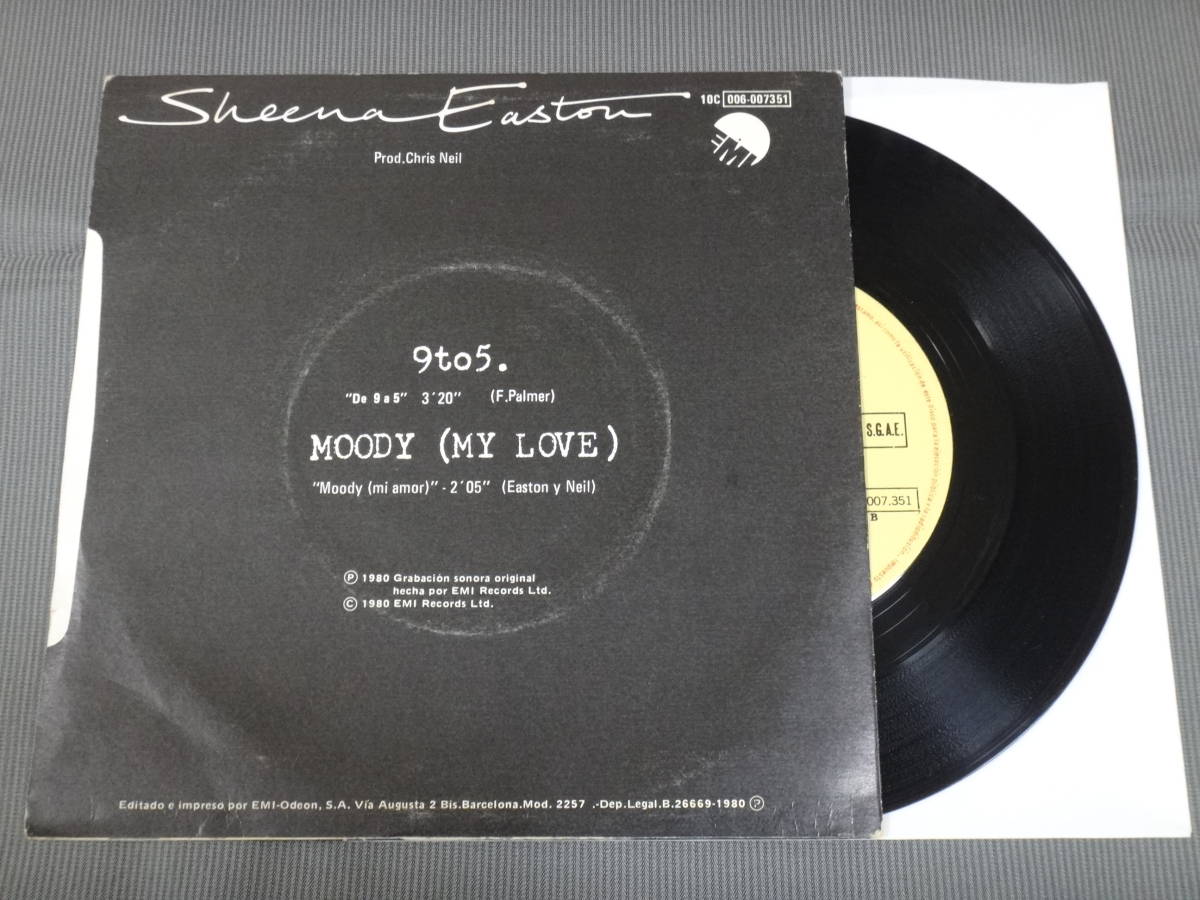 Sheena Easton
10C 006-007351
EMI
Prod.Chris Neil
9to5.
"De 9 a 5" 3´20" (F.Palmer)
MOODY (MY LOVE)
"Moody (mi amor)" - 2´05" (Easton y Neil)
Ⓟ 1980 Grabación sonora original
hecha por EMI Records Ltd.
© 1980 EMI Records Ltd.
Editado e impreso por EMI-Odeon, S.A. Vía Augusta 2 Bis.Barcelona.Mod. 2257 .-Dep.Legal.B.26669-1980 Ⓟ
S.G.A.E.
007.351
B